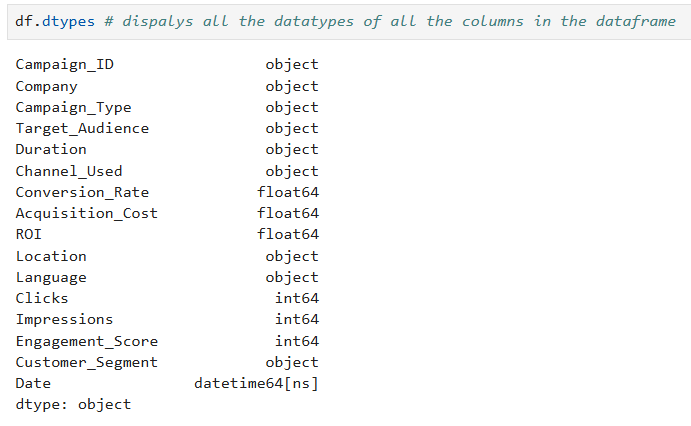 df.dtypes # dispalys all the datatypes of all the columns in the dataframe
Campaign_ID object
Company object
Campaign_Type object
Target_Audience object
Duration object
Channel_Used object
Conversion_Rate float64
Acquisition_Cost float64
ROI float64
Location object
Language object
Clicks int64
Impressions int64
Engagement_Score int64
Customer_Segment object
Date datetime64[ns]
dtype: object